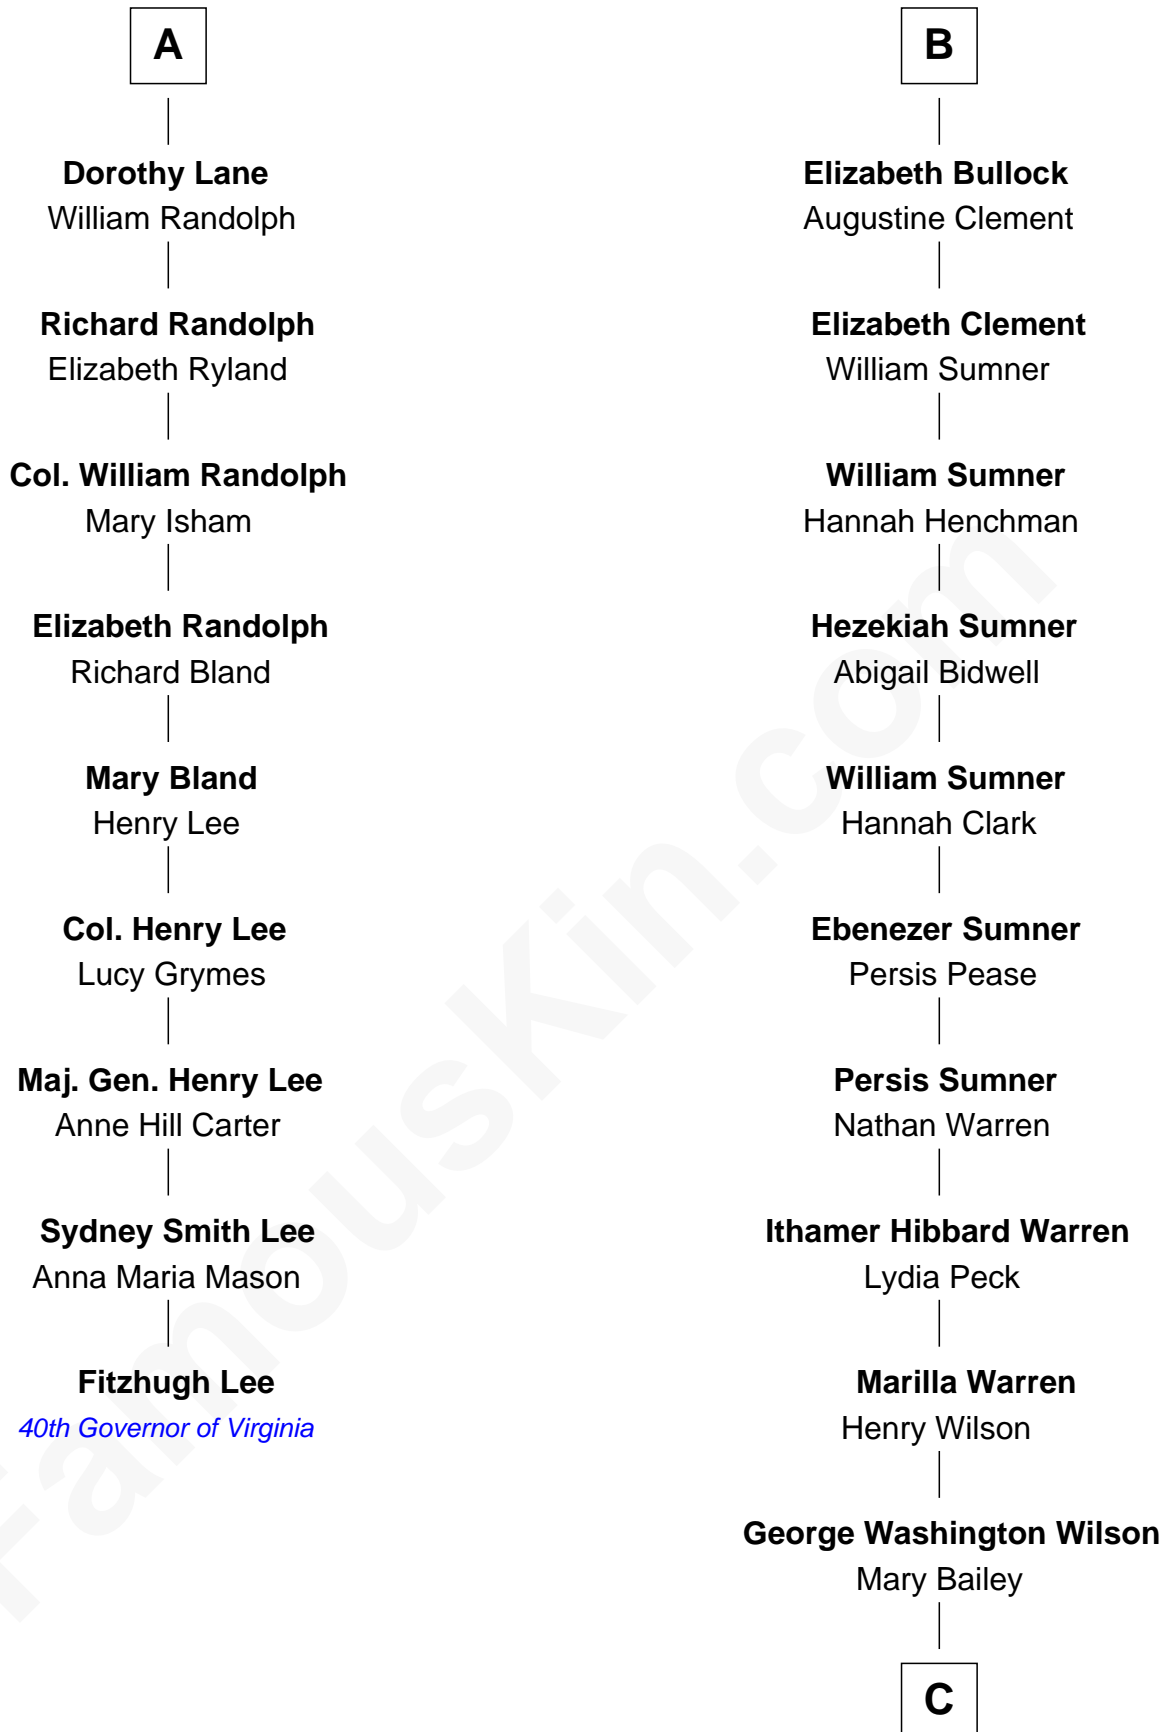 A
Dorothy Lane
William Randolph
Richard Randolph
Elizabeth Ryland
Col. William Randolph
Mary Isham
Elizabeth Randolph
Richard Bland
Mary Bland
Henry Lee
Col. Henry Lee
Lucy Grymes
Maj. Gen. Henry Lee
Anne Hill Carter
Sydney Smith Lee
Anna Maria Mason
Fitzhugh Lee
40th Governor of Virginia
B
Elizabeth Bullock
Augustine Clement
Elizabeth Clement
William Sumner
William Sumner
Hannah Henchman
Hezekiah Sumner
Abigail Bidwell
William Sumner
Hannah Clark
Ebenezer Sumner
Persis Pease
Persis Sumner
Nathan Warren
Ithamer Hibbard Warren
Lydia Peck
Marilla Warren
Henry Wilson
George Washington Wilson
Mary Bailey
C
FamousKin.com